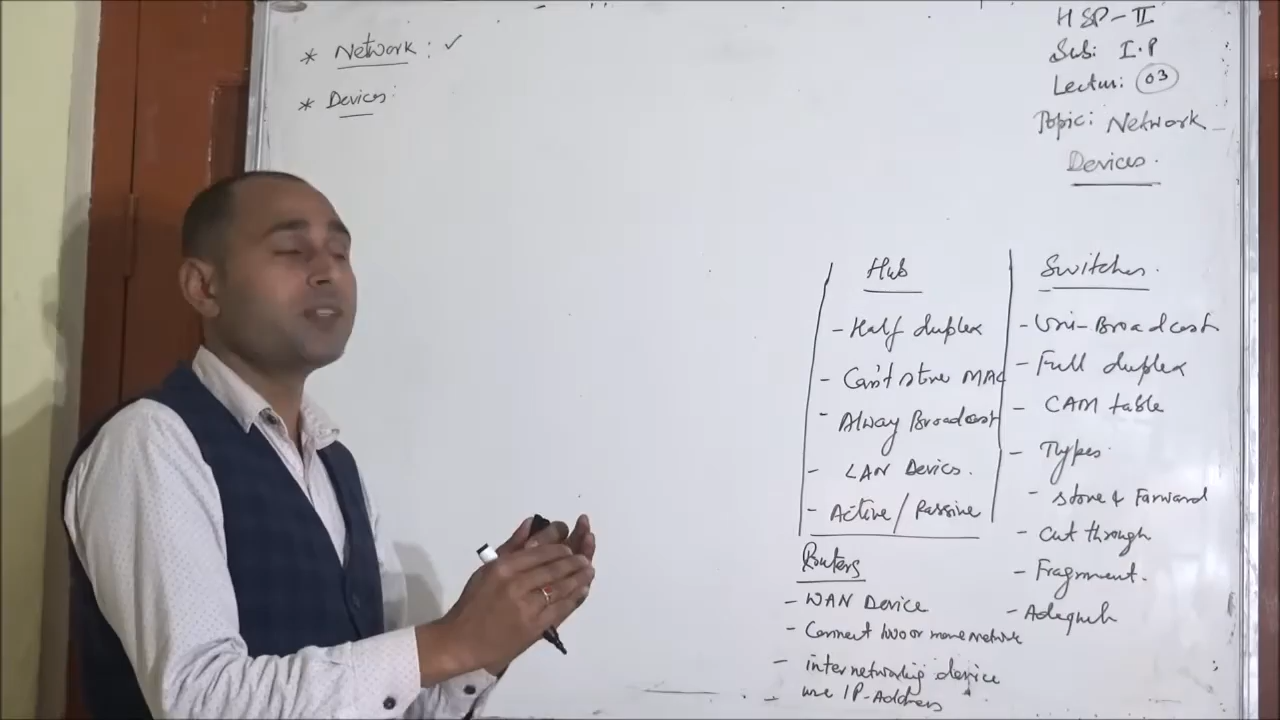 * Network: ✓
* Devices:
HSP-II
Sub: I.P
Lectur: 03
Topic: Network
Devices.
Hub
- Half duplex
- Can't store MAC
- Alway Broadcast
- LAN Devics.
- Active / Passive
Switches.
- Uni-Broadcast
- Full duplex
- CAM table
- Types.
- Store & Forward
- Cut through
- Fragment.
Routers
- WAN Device
- Connect two or more network
- internetworking device
- use IP-Address